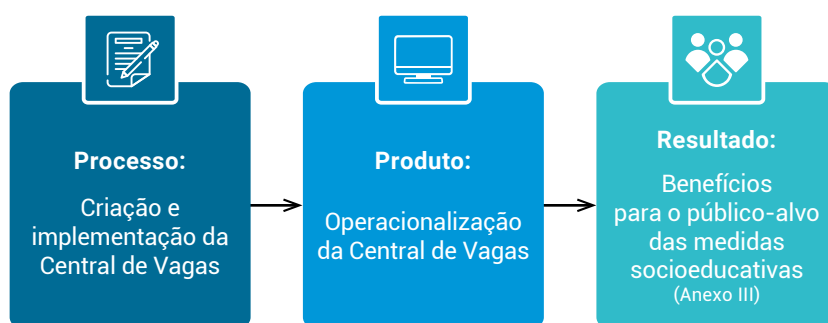 Processo:
Criação e
implementação da
Central de Vagas
Produto:
Operacionalização
da Central de Vagas
Resultado:
Benefícios
para o público-alvo
das medidas
socioeducativas
(Anexo III)